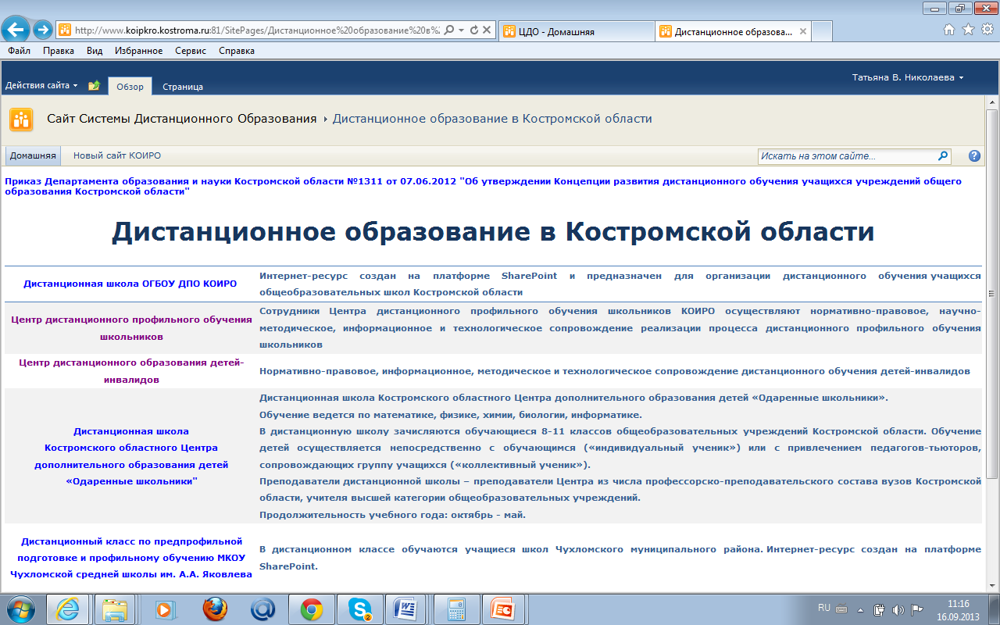 http://www.koipkro.kostroma.ru:81/SitePages/Дистанционное%20образование%20в%
ЦДО - Домашняя
Дистанционное образова...
Файл Правка Вид Избранное Сервис Справка
Действия сайта
Обзор
Страница
Татьяна В. Николаева
Сайт Системы Дистанционного Образования
Дистанционное образование в Костромской области
Домашняя
Новый сайт КОИРО
Искать на этом сайте...
Приказ Департамента образования и науки Костромской области №1311 от 07.06.2012 "Об утверждении Концепции развития дистанционного обучения учащихся учреждений общего
образования Костромской области"
Дистанционное образование в Костромской области
Дистанционная школа ОГБОУ ДПО КОИРО
Интернет-ресурс создан на платформе SharePoint и предназначен для организации дистанционного обучения учащихся
общеобразовательных школ Костромской области
Центр дистанционного профильного обучения
школьников
Сотрудники Центра дистанционного профильного обучения школьников КОИРО осуществляют нормативно-правовое, научно-
методическое, информационное и технологическое сопровождение реализации процесса дистанционного профильного обучения
школьников
Центр дистанционного образования детей-
инвалидов
Нормативно-правовое, информационное, методическое и технологическое сопровождение дистанционного обучения детей-инвалидов
Дистанционная школа
Костромского областного Центра
дополнительного образования детей
«Одаренные школьники"
Дистанционная школа Костромского областного Центра дополнительного образования детей «Одаренные школьники».
Обучение ведется по математике, физике, химии, биологии, информатике.
В дистанционную школу зачисляются обучающиеся 8-11 классов общеобразовательных учреждений Костромской области. Обучение
детей осуществляется непосредственно с обучающимся («индивидуальный ученик») или с привлечением педагогов-тьюторов,
сопровождающих группу учащихся («коллективный ученик»).
Преподаватели дистанционной школы – преподаватели Центра из числа профессорско-преподавательского состава вузов Костромской
области, учителя высшей категории общеобразовательных учреждений.
Продолжительность учебного года: октябрь - май.
Дистанционный класс по предпрофильной
подготовке и профильному обучению МКОУ
Чухломской средней школы им. А.А. Яковлева
В дистанционном классе обучаются учащиеся школ Чухломского муниципального района. Интернет-ресурс создан на платформе
SharePoint.
2
RU
11:16
16.09.2013